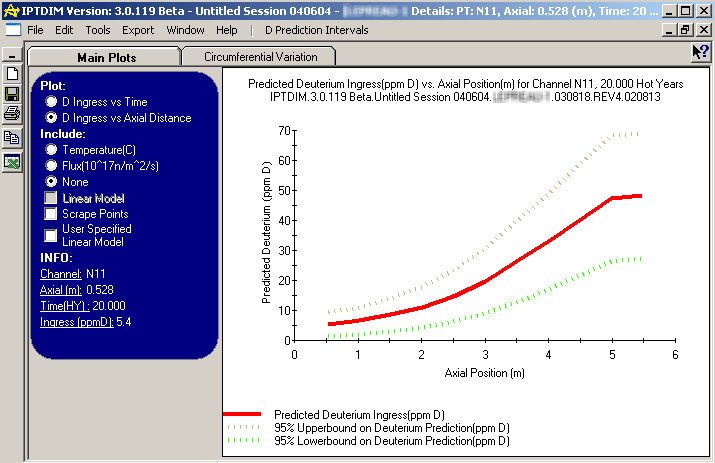 IPTDIM Version: 3.0.119 Beta - Untitled Session 040604 - Details: PT: N11, Axial: 0.528 (m), Time: 20 ...
File Edit Tools Export Window Help D Prediction Intervals
Main Plots Circumferential Variation
Plot:
D Ingress vs Time
D Ingress vs Axial Distance
Include:
Temperature(C)
Flux(10^17n/m^2/s)
None
Linear Model
Scrape Points
User Specified
Linear Model
INFO:
Channel: N11
Axial (m): 0.528
Time(HY) : 20.000
Ingress (ppmD): 5.4
Predicted Deuterium Ingress(ppm D) vs. Axial Position(m) for Channel N11, 20.000 Hot Years
IPTDIM.3.0.119 Beta.Untitled Session 040604. .030818.REV4.020813
Predicted Deuterium (ppm D)
70
60
50
40
30
20
10
0
0 1 2 3 4 5 6
Axial Position (m)
Predicted Deuterium Ingress(ppm D)
95% Upperbound on Deuterium Prediction(ppm D)
95% Lowerbound on Deuterium Prediction(ppm D)